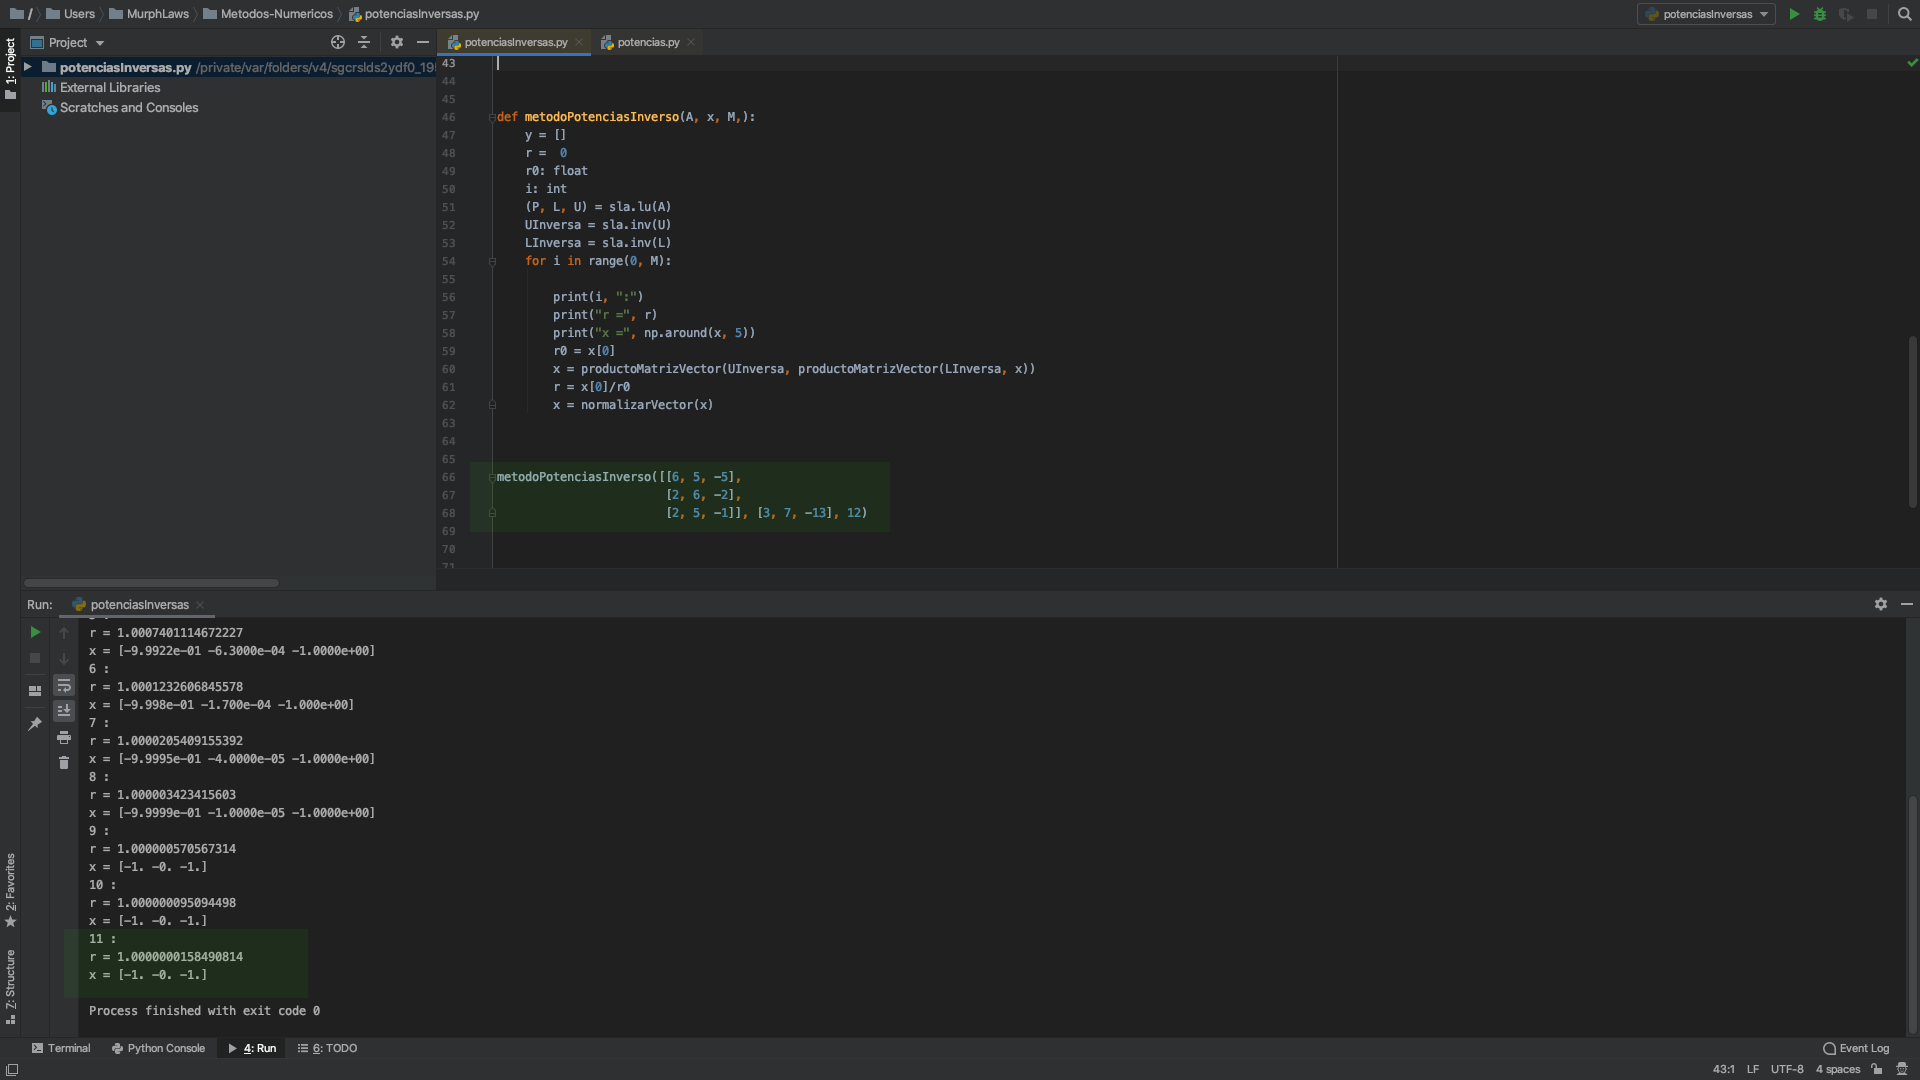 / Users MurphLaws Metodos-Numericos potenciasInversas.py
potenciasInversas
1: Project
Project
potenciasInversas.py /private/var/folders/v4/sgcrslds2ydf0_19
External Libraries
Scratches and Consoles
potenciasInversas.py
potencias.py
43
44
45
46 def metodoPotenciasInverso(A, x, M,):
47 y = []
48 r =  0
49 r0: float
50 i: int
51 (P, L, U) = sla.lu(A)
52 UInversa = sla.inv(U)
53 LInversa = sla.inv(L)
54 for i in range(0, M):
55
56 print(i, ":")
57 print("r =", r)
58 print("x =", np.around(x, 5))
59 r0 = x[0]
60 x = productoMatrizVector(UInversa, productoMatrizVector(LInversa, x))
61 r = x[0]/r0
62 x = normalizarVector(x)
63
64
65
66 metodoPotenciasInverso([[6, 5, -5],
67 [2, 6, -2],
68 [2, 5, -1]], [3, 7, -13], 12)
69
70
71
Run: potenciasInversas
r = 1.0007401114672227
x = [-9.9922e-01 -6.3000e-04 -1.0000e+00]
6 :
r = 1.0001232606845578
x = [-9.998e-01 -1.700e-04 -1.000e+00]
7 :
r = 1.0000205409155392
x = [-9.9995e-01 -4.0000e-05 -1.0000e+00]
8 :
r = 1.000003423415603
x = [-9.9999e-01 -1.0000e-05 -1.0000e+00]
9 :
r = 1.000000570567314
x = [-1. -0. -1.]
10 :
r = 1.000000095094498
x = [-1. -0. -1.]
11 :
r = 1.0000000158490814
x = [-1. -0. -1.]
Process finished with exit code 0
2: Favorites
7: Structure
Terminal
Python Console
4: Run
6: TODO
Event Log
43:1 LF UTF-8 4 spaces